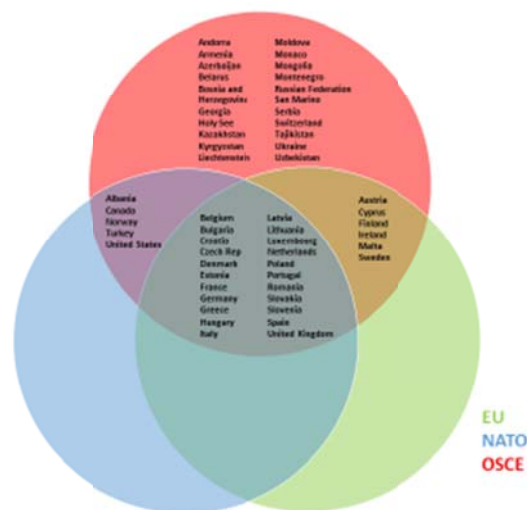 Andorra
Armenia
Azerbaijan
Belarus
Bosnia and
Herzegovina
Georgia
Holy See
Kazakhstan
Kyrgyzstan
Liechtenstein
Moldova
Monaco
Mongolia
Montenegro
Russian Federation
San Marino
Serbia
Switzerland
Tajikistan
Ukraine
Uzbekistan
Albania
Canada
Norway
Turkey
United States
Belgium
Bulgaria
Croatia
Czech Rep
Denmark
Estonia
France
Germany
Greece
Hungary
Italy
Latvia
Lithuania
Luxembourg
Netherlands
Poland
Portugal
Romania
Slovakia
Slovenia
Spain
United Kingdom
Austria
Cyprus
Finland
Ireland
Malta
Sweden
EU
NATO
OSCE